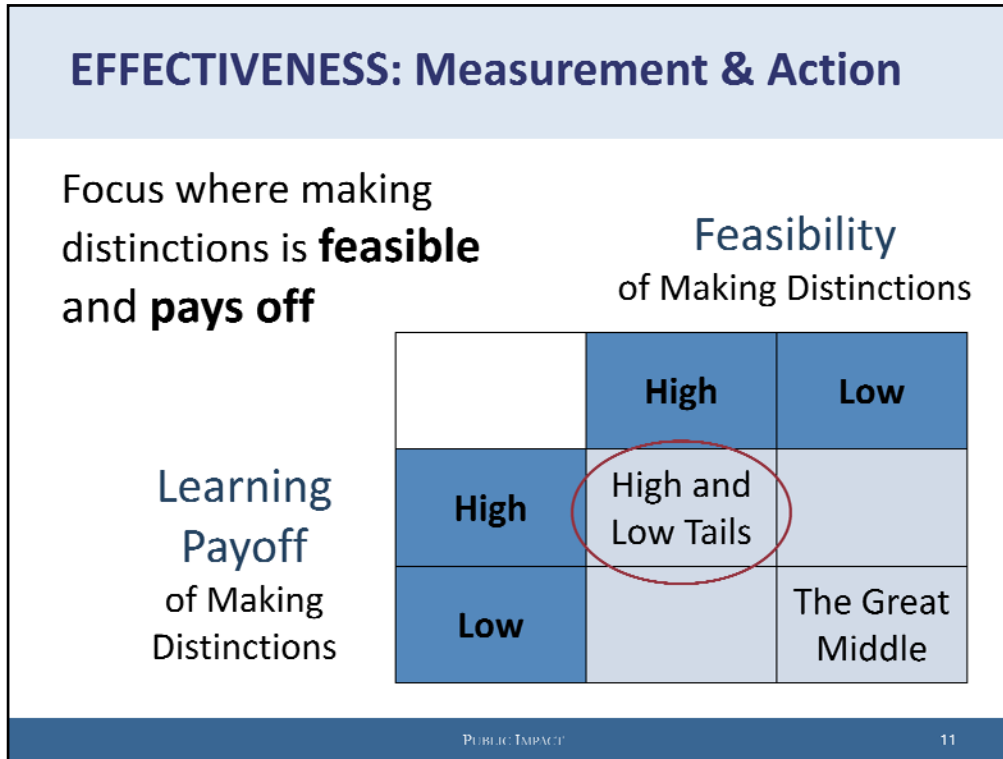 EFFECTIVENESS: Measurement & Action
Focus where making
distinctions is feasible
and pays off
Feasibility
of Making Distinctions
High
Low
Learning
Payoff
of Making
Distinctions
High
High and
Low Tails
Low
The Great
Middle
PUBLIC IMPACT
11